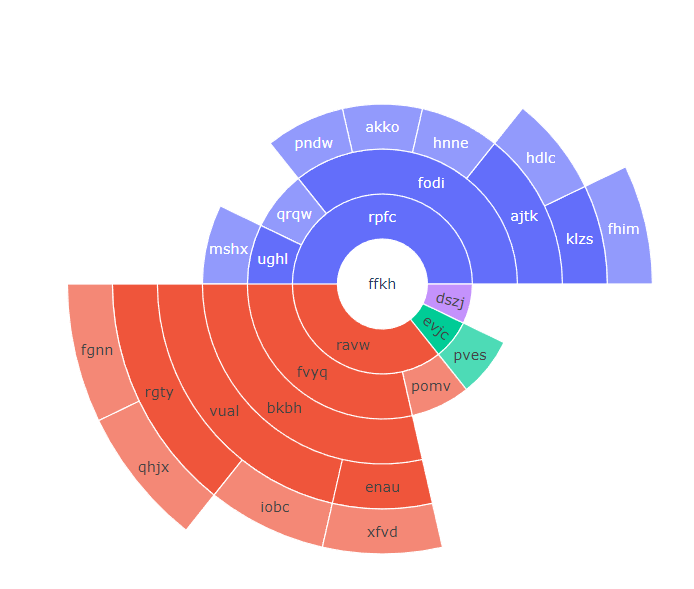 akko
pndw
hnne
hdlc
fodi
qrqw
ajtk
rpfc
fhim
klzs
mshx
ughl
ffkh
dszj
evjc
ravw
fgnn
pves
fvyq
pomv
rgty
bkbh
vual
qhjx
enau
iobc
xfvd